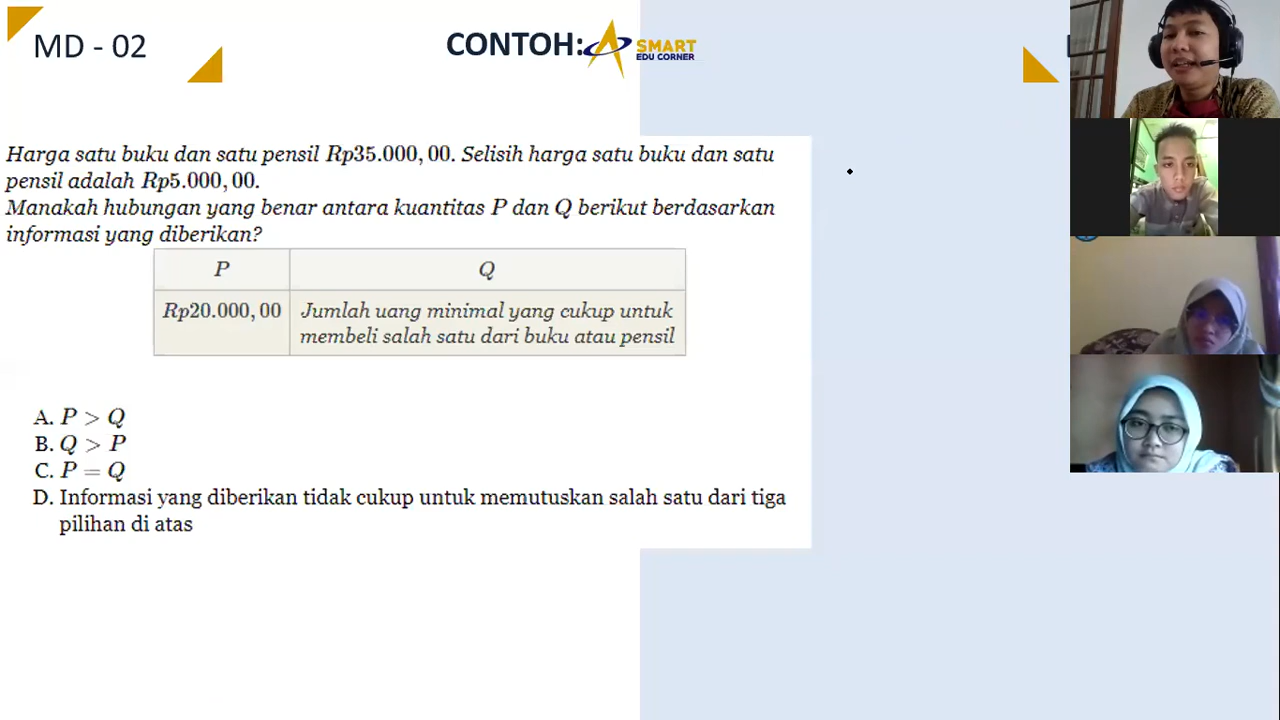 MD - 02
CONTOH:
SMART
EDU CORNER
Harga satu buku dan satu pensil Rp35.000, 00. Selisih harga satu buku dan satu
pensil adalah Rp5.000, 00.
Manakah hubungan yang benar antara kuantitas P dan Q berikut berdasarkan
informasi yang diberikan?
P
Q
Rp20.000, 00
Jumlah uang minimal yang cukup untuk
membeli salah satu dari buku atau pensil
A. P > Q
B. Q > P
C. P = Q
D. Informasi yang diberikan tidak cukup untuk memutuskan salah satu dari tiga
pilihan di atas